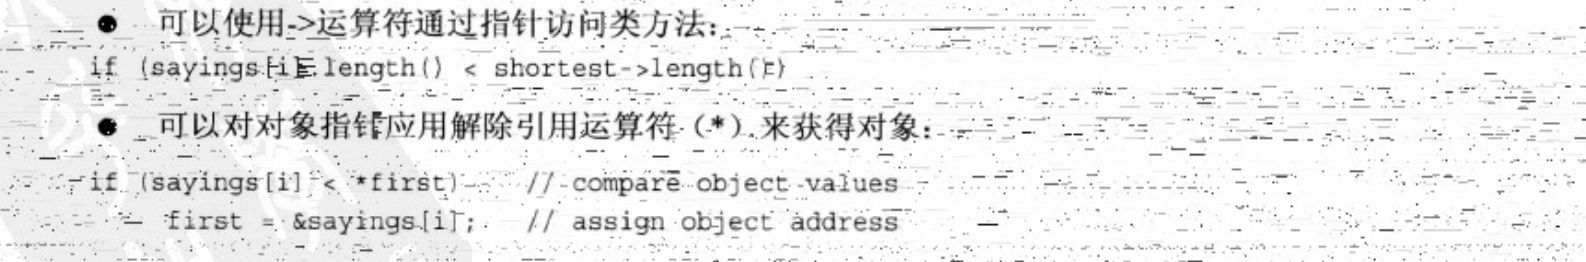 ● 可以使用->运算符通过指针访问类方法：
if (sayings[i].length() < shortest->length())
● 可以对对象指针应用解除引用运算符（*）来获得对象：
if (sayings[i] < *first)    // compare object values
    first = &sayings[i];    // assign object address